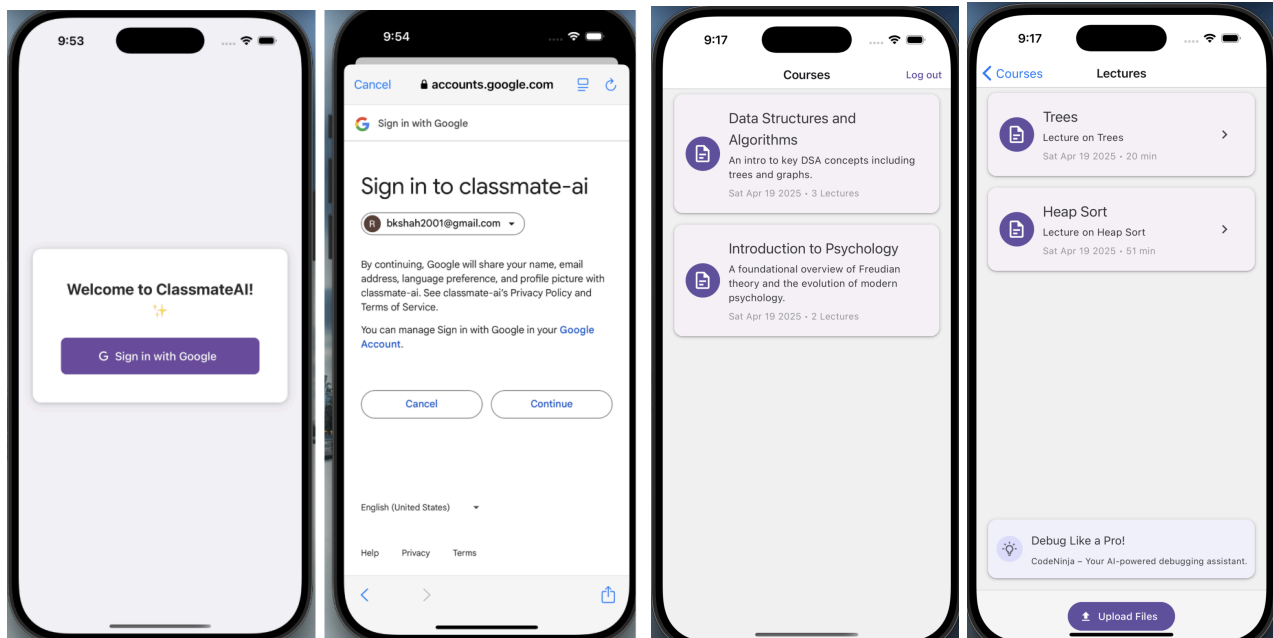 9:53
Welcome to ClassmateAI!
✨
G Sign in with Google
9:54
Cancel
accounts.google.com
Sign in with Google
Sign in to classmate-ai
R
bkshah2001@gmail.com
By continuing, Google will share your name, email
address, language preference, and profile picture with
classmate-ai. See classmate-ai's Privacy Policy and
Terms of Service.
You can manage Sign in with Google in your Google
Account.
Cancel
Continue
English (United States)
Help
Privacy
Terms
9:17
Courses
Log out
Data Structures and
Algorithms
An intro to key DSA concepts including
trees and graphs.
Sat Apr 19 2025 • 3 Lectures
Introduction to Psychology
A foundational overview of Freudian
theory and the evolution of modern
psychology.
Sat Apr 19 2025 • 2 Lectures
9:17
Courses
Lectures
Trees
Lecture on Trees
Sat Apr 19 2025 • 20 min
Heap Sort
Lecture on Heap Sort
Sat Apr 19 2025 • 51 min
Debug Like a Pro!
CodeNinja – Your AI-powered debugging assistant.
Upload Files